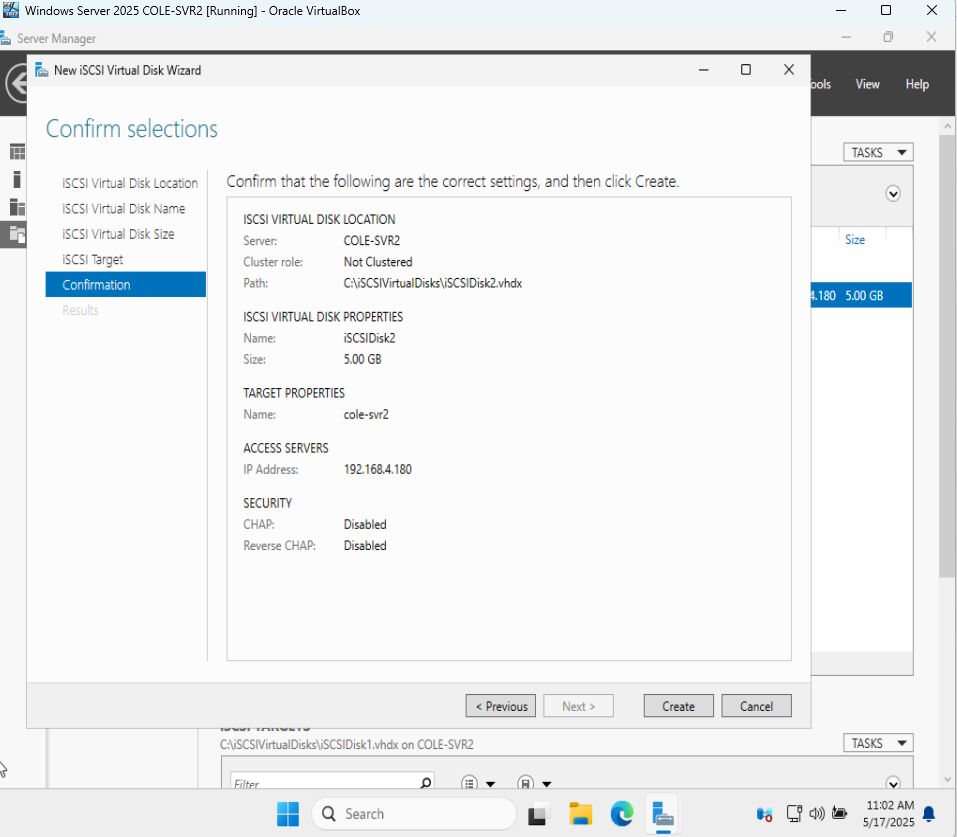 Windows Server 2025 COLE-SVR2 [Running] - Oracle VirtualBox
Server Manager
New iSCSI Virtual Disk Wizard
View
Help
Confirm selections
TASKS
iSCSI Virtual Disk Location
iSCSI Virtual Disk Name
iSCSI Virtual Disk Size
iSCSI Target
Confirmation
Results
Confirm that the following are the correct settings, and then click Create.
ISCSI VIRTUAL DISK LOCATION
Server: COLE-SVR2
Cluster role: Not Clustered
Path: C:\iSCSIVirtualDisks\iSCSIDisk2.vhdx
ISCSI VIRTUAL DISK PROPERTIES
Name: iSCSIDisk2
Size: 5.00 GB
TARGET PROPERTIES
Name: cole-svr2
ACCESS SERVERS
IP Address: 192.168.4.180
SECURITY
CHAP: Disabled
Reverse CHAP: Disabled
Size
4.180 5.00 GB
< Previous
Next >
Create
Cancel
ISCSI TARGETS
C:\iSCSIVirtualDisks\iSCSIDisk1.vhdx on COLE-SVR2
TASKS
Filter
Search
11:02 AM
5/17/2025